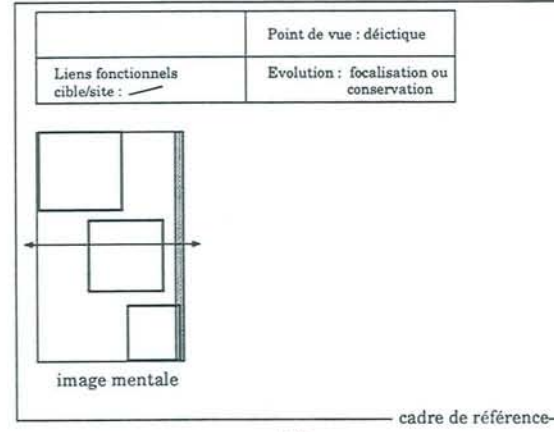 Point de vue : déictique
Liens fonctionnels
cible/site :
Evolution : focalisation ou
conservation
image mentale
cadre de référence